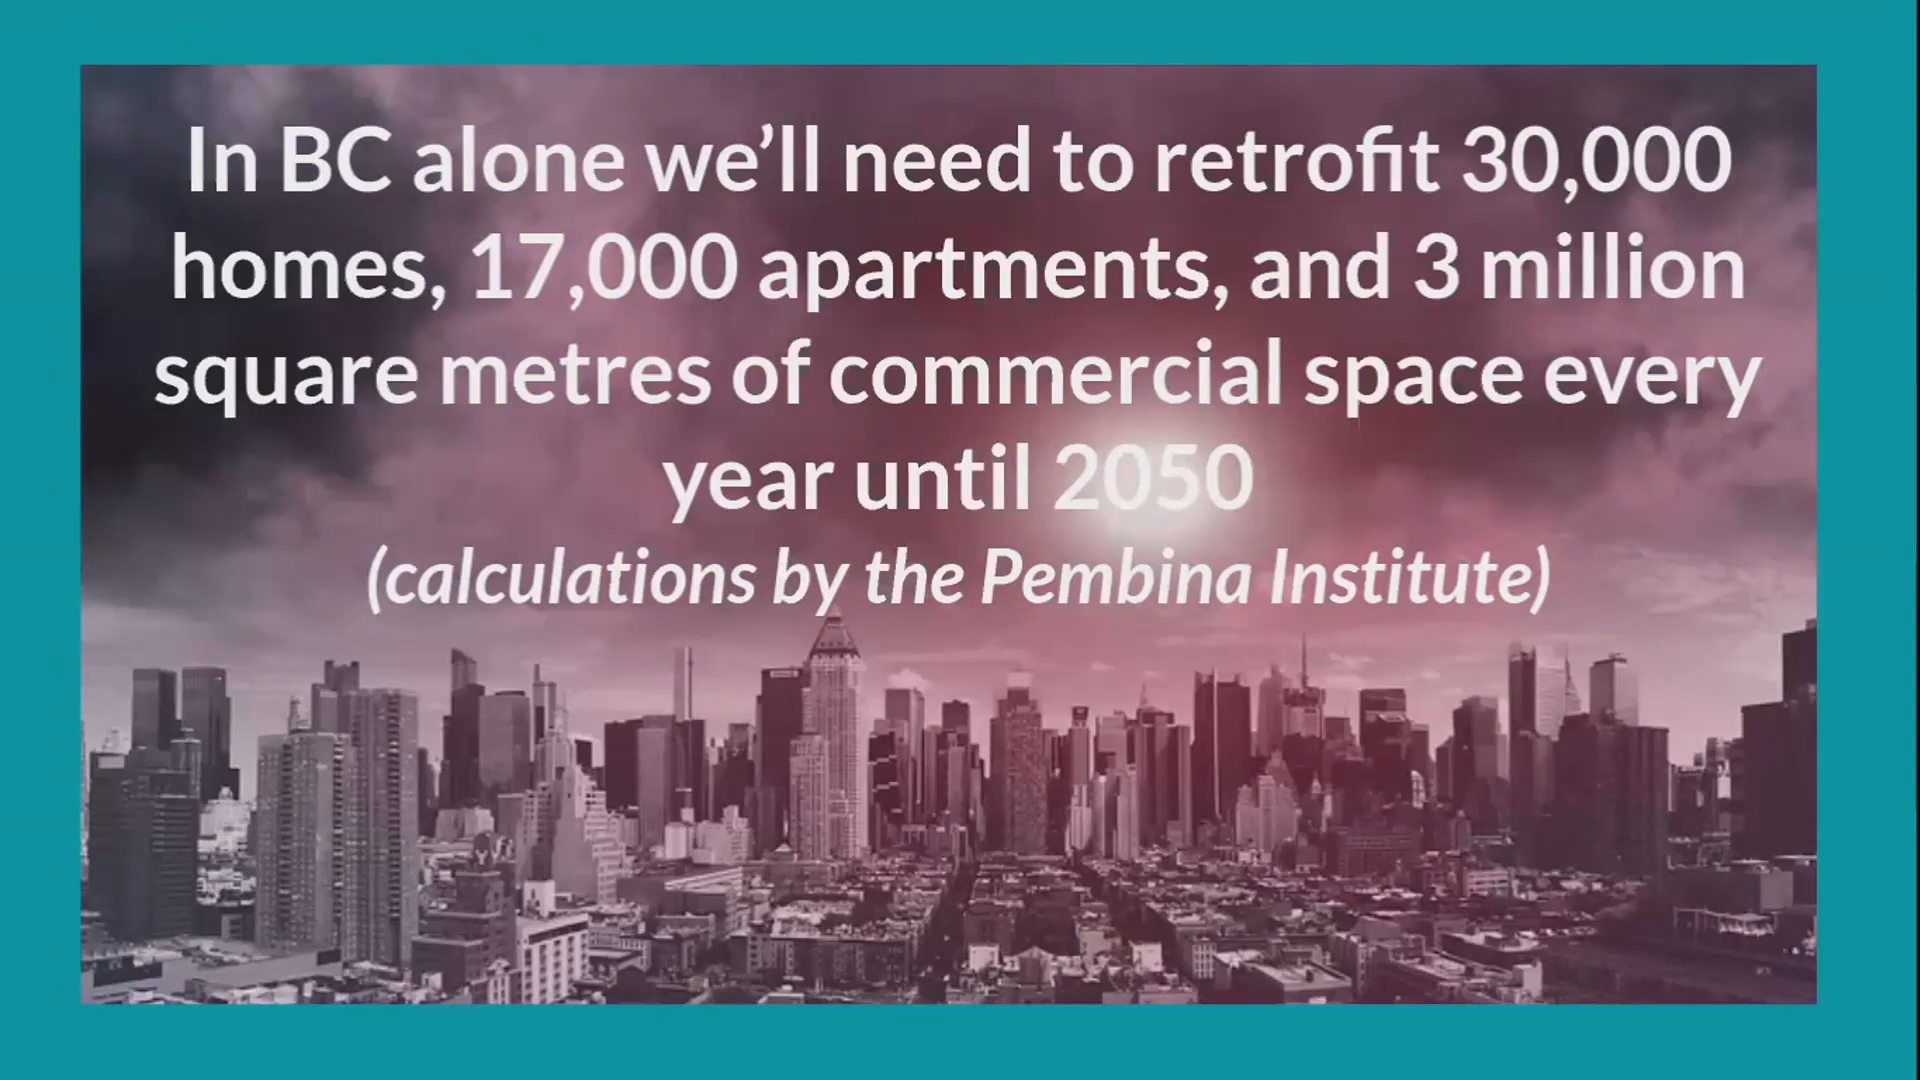 In BC alone we’ll need to retrofit 30,000
homes, 17,000 apartments, and 3 million
square metres of commercial space every
year until 2050
(calculations by the Pembina Institute)